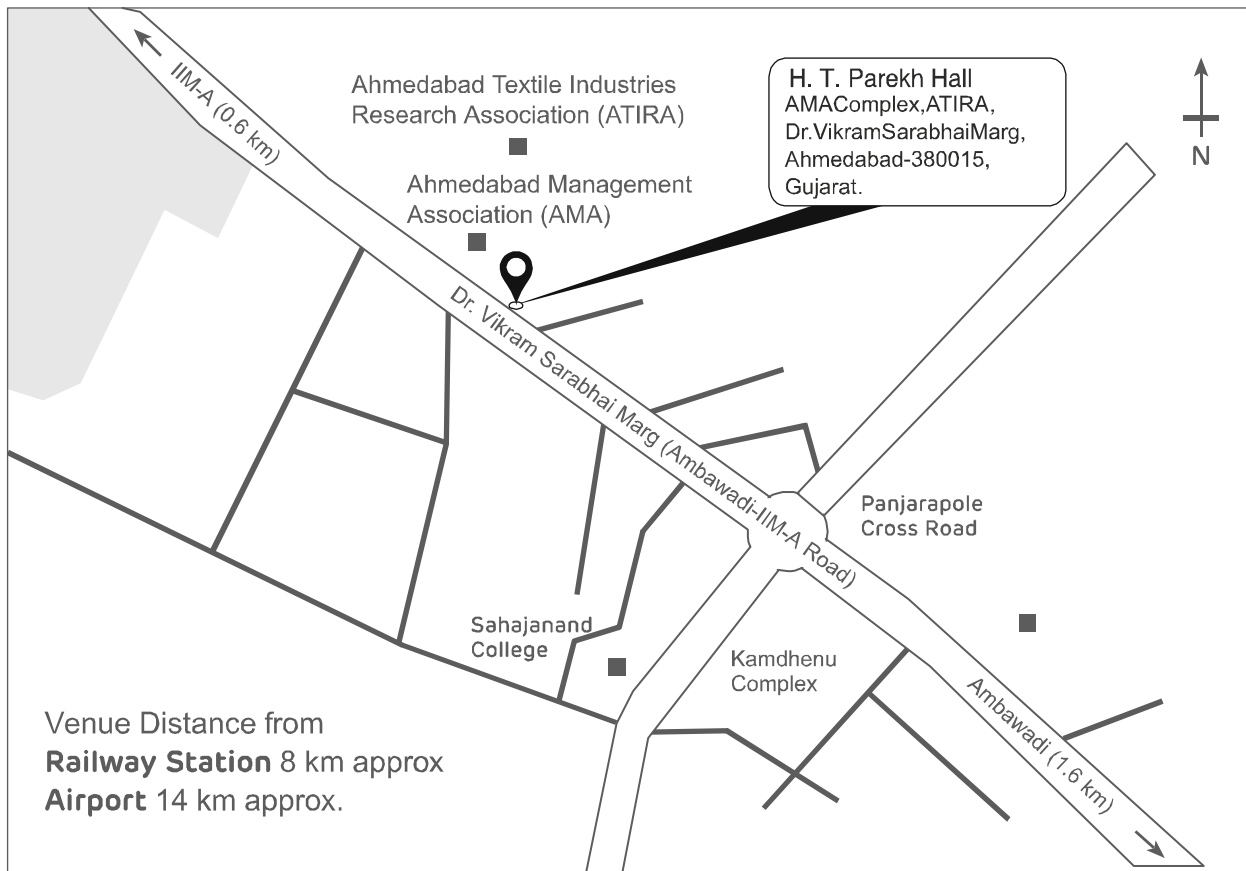 IIM-A (0.6 km)
Ahmedabad Textile Industries
Research Association (ATIRA)
Ahmedabad Management
Association (AMA)
H. T. Parekh Hall
AMAComplex,ATIRA,
Dr.VikramSarabhaiMarg,
Ahmedabad-380015,
Gujarat.
N
Dr. Vikram Sarabhai Marg (Ambawadi-IIM-A Road)
Panjarapole
Cross Road
Sahajanand
College
Kamdhenu
Complex
Ambawadi (1.6 km)
Venue Distance from
Railway Station 8 km approx
Airport 14 km approx.